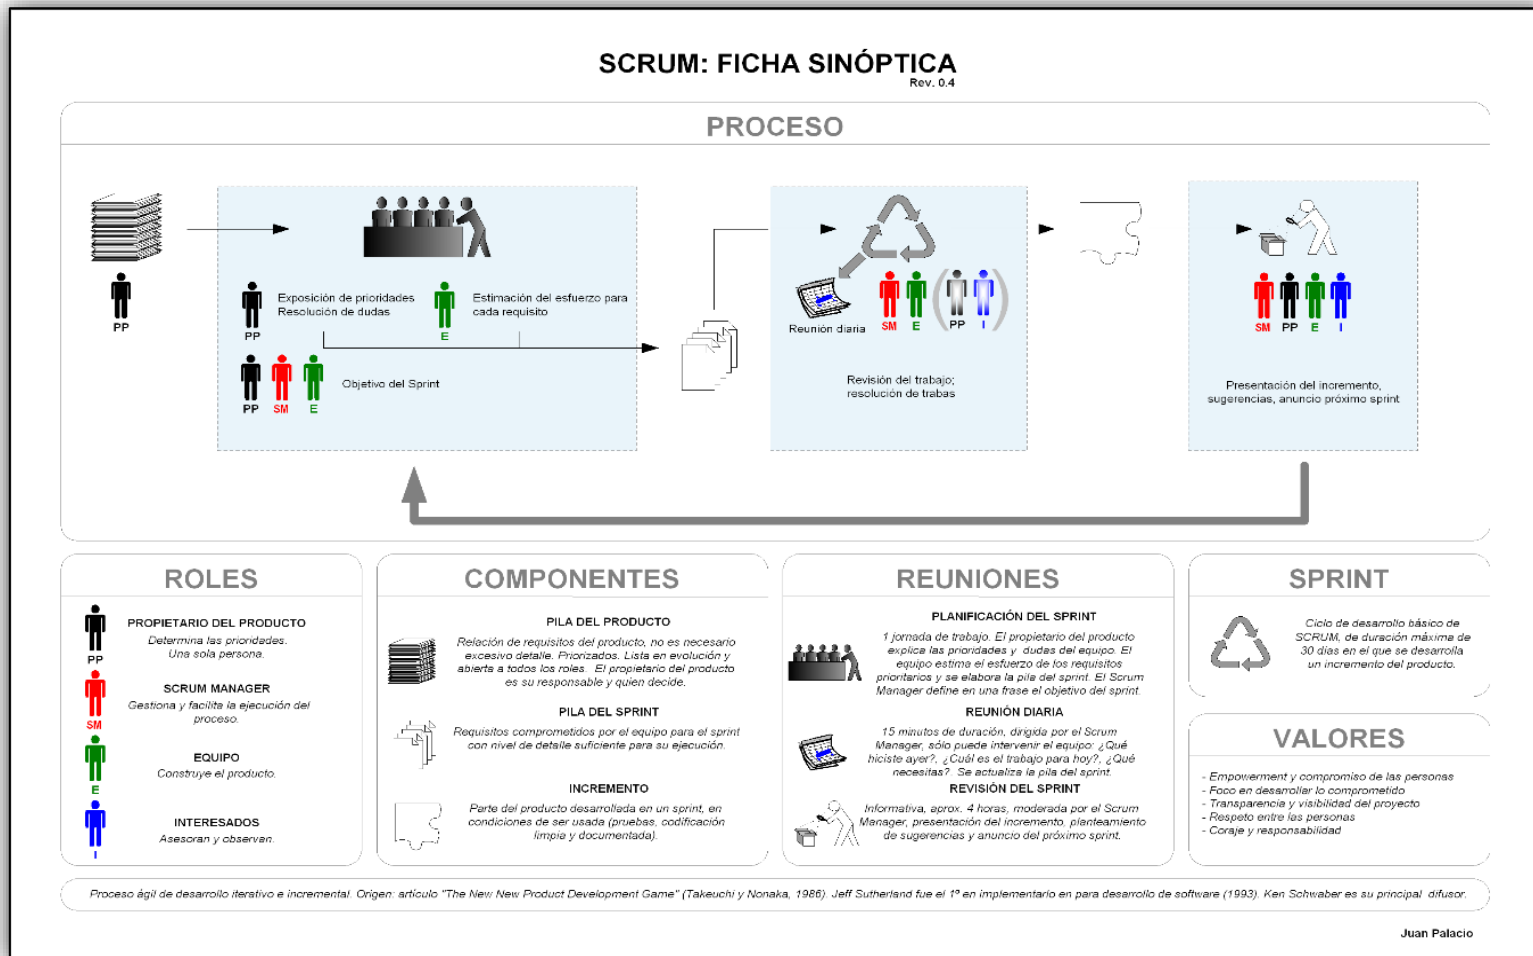 SCRUM: FICHA SINÓPTICA
Rev. 0.4
PROCESO
PP
PP
Exposición de prioridades
Resolución de dudas
E
Estimación del esfuerzo para
cada requisito
PP
SM
E
Objetivo del Sprint
Reunión diaria
SM
E
PP
I
Revisión del trabajo;
resolución de trabas
SM
PP
E
I
Presentación del incremento,
sugerencias, anuncio próximo sprint
ROLES
PP
PROPIETARIO DEL PRODUCTO
Determina las prioridades.
Una sola persona.
SM
SCRUM MANAGER
Gestiona y facilita la ejecución del
proceso.
E
EQUIPO
Construye el producto.
I
INTERESADOS
Asesoran y observan.
COMPONENTES
PILA DEL PRODUCTO
Relación de requisitos del producto, no es necesario
excesivo detalle. Priorizados. Lista en evolución y
abierta a todos los roles. El propietario del producto
es su responsable y quien decide.
PILA DEL SPRINT
Requisitos comprometidos por el equipo para el sprint
con nivel de detalle suficiente para su ejecución.
INCREMENTO
Parte del producto desarrollada en un sprint, en
condiciones de ser usada (pruebas, codificación
limpia y documentada).
REUNIONES
PLANIFICACIÓN DEL SPRINT
1 jornada de trabajo. El propietario del producto
explica las prioridades y dudas del equipo. El
equipo estima el esfuerzo de los requisitos
prioritarios y se elabora la pila del sprint. El Scrum
Manager define en una frase el objetivo del sprint.
REUNIÓN DIARIA
15 minutos de duración, dirigida por el Scrum
Manager, sólo puede intervenir el equipo: ¿Qué
hiciste ayer?, ¿Cuál es el trabajo para hoy?, ¿Qué
necesitas?. Se actualiza la pila del sprint.
REVISIÓN DEL SPRINT
Informativa, aprox. 4 horas, moderada por el Scrum
Manager, presentación del incremento, planteamiento
de sugerencias y anuncio del próximo sprint.
SPRINT
Ciclo de desarrollo básico de
SCRUM, de duración máxima de
30 días en el que se desarrolla
un incremento del producto.
VALORES
- Empowerment y compromiso de las personas
- Foco en desarrollar lo comprometido
- Transparencia y visibilidad del proyecto
- Respeto entre las personas
- Coraje y responsabilidad
Proceso ágil de desarrollo iterativo e incremental. Origen: artículo "The New New Product Development Game" (Takeuchi y Nonaka, 1986). Jeff Sutherland fue el 1º en implementarlo en para desarrollo de software (1993). Ken Schwaber es su principal difusor.
Juan Palacio